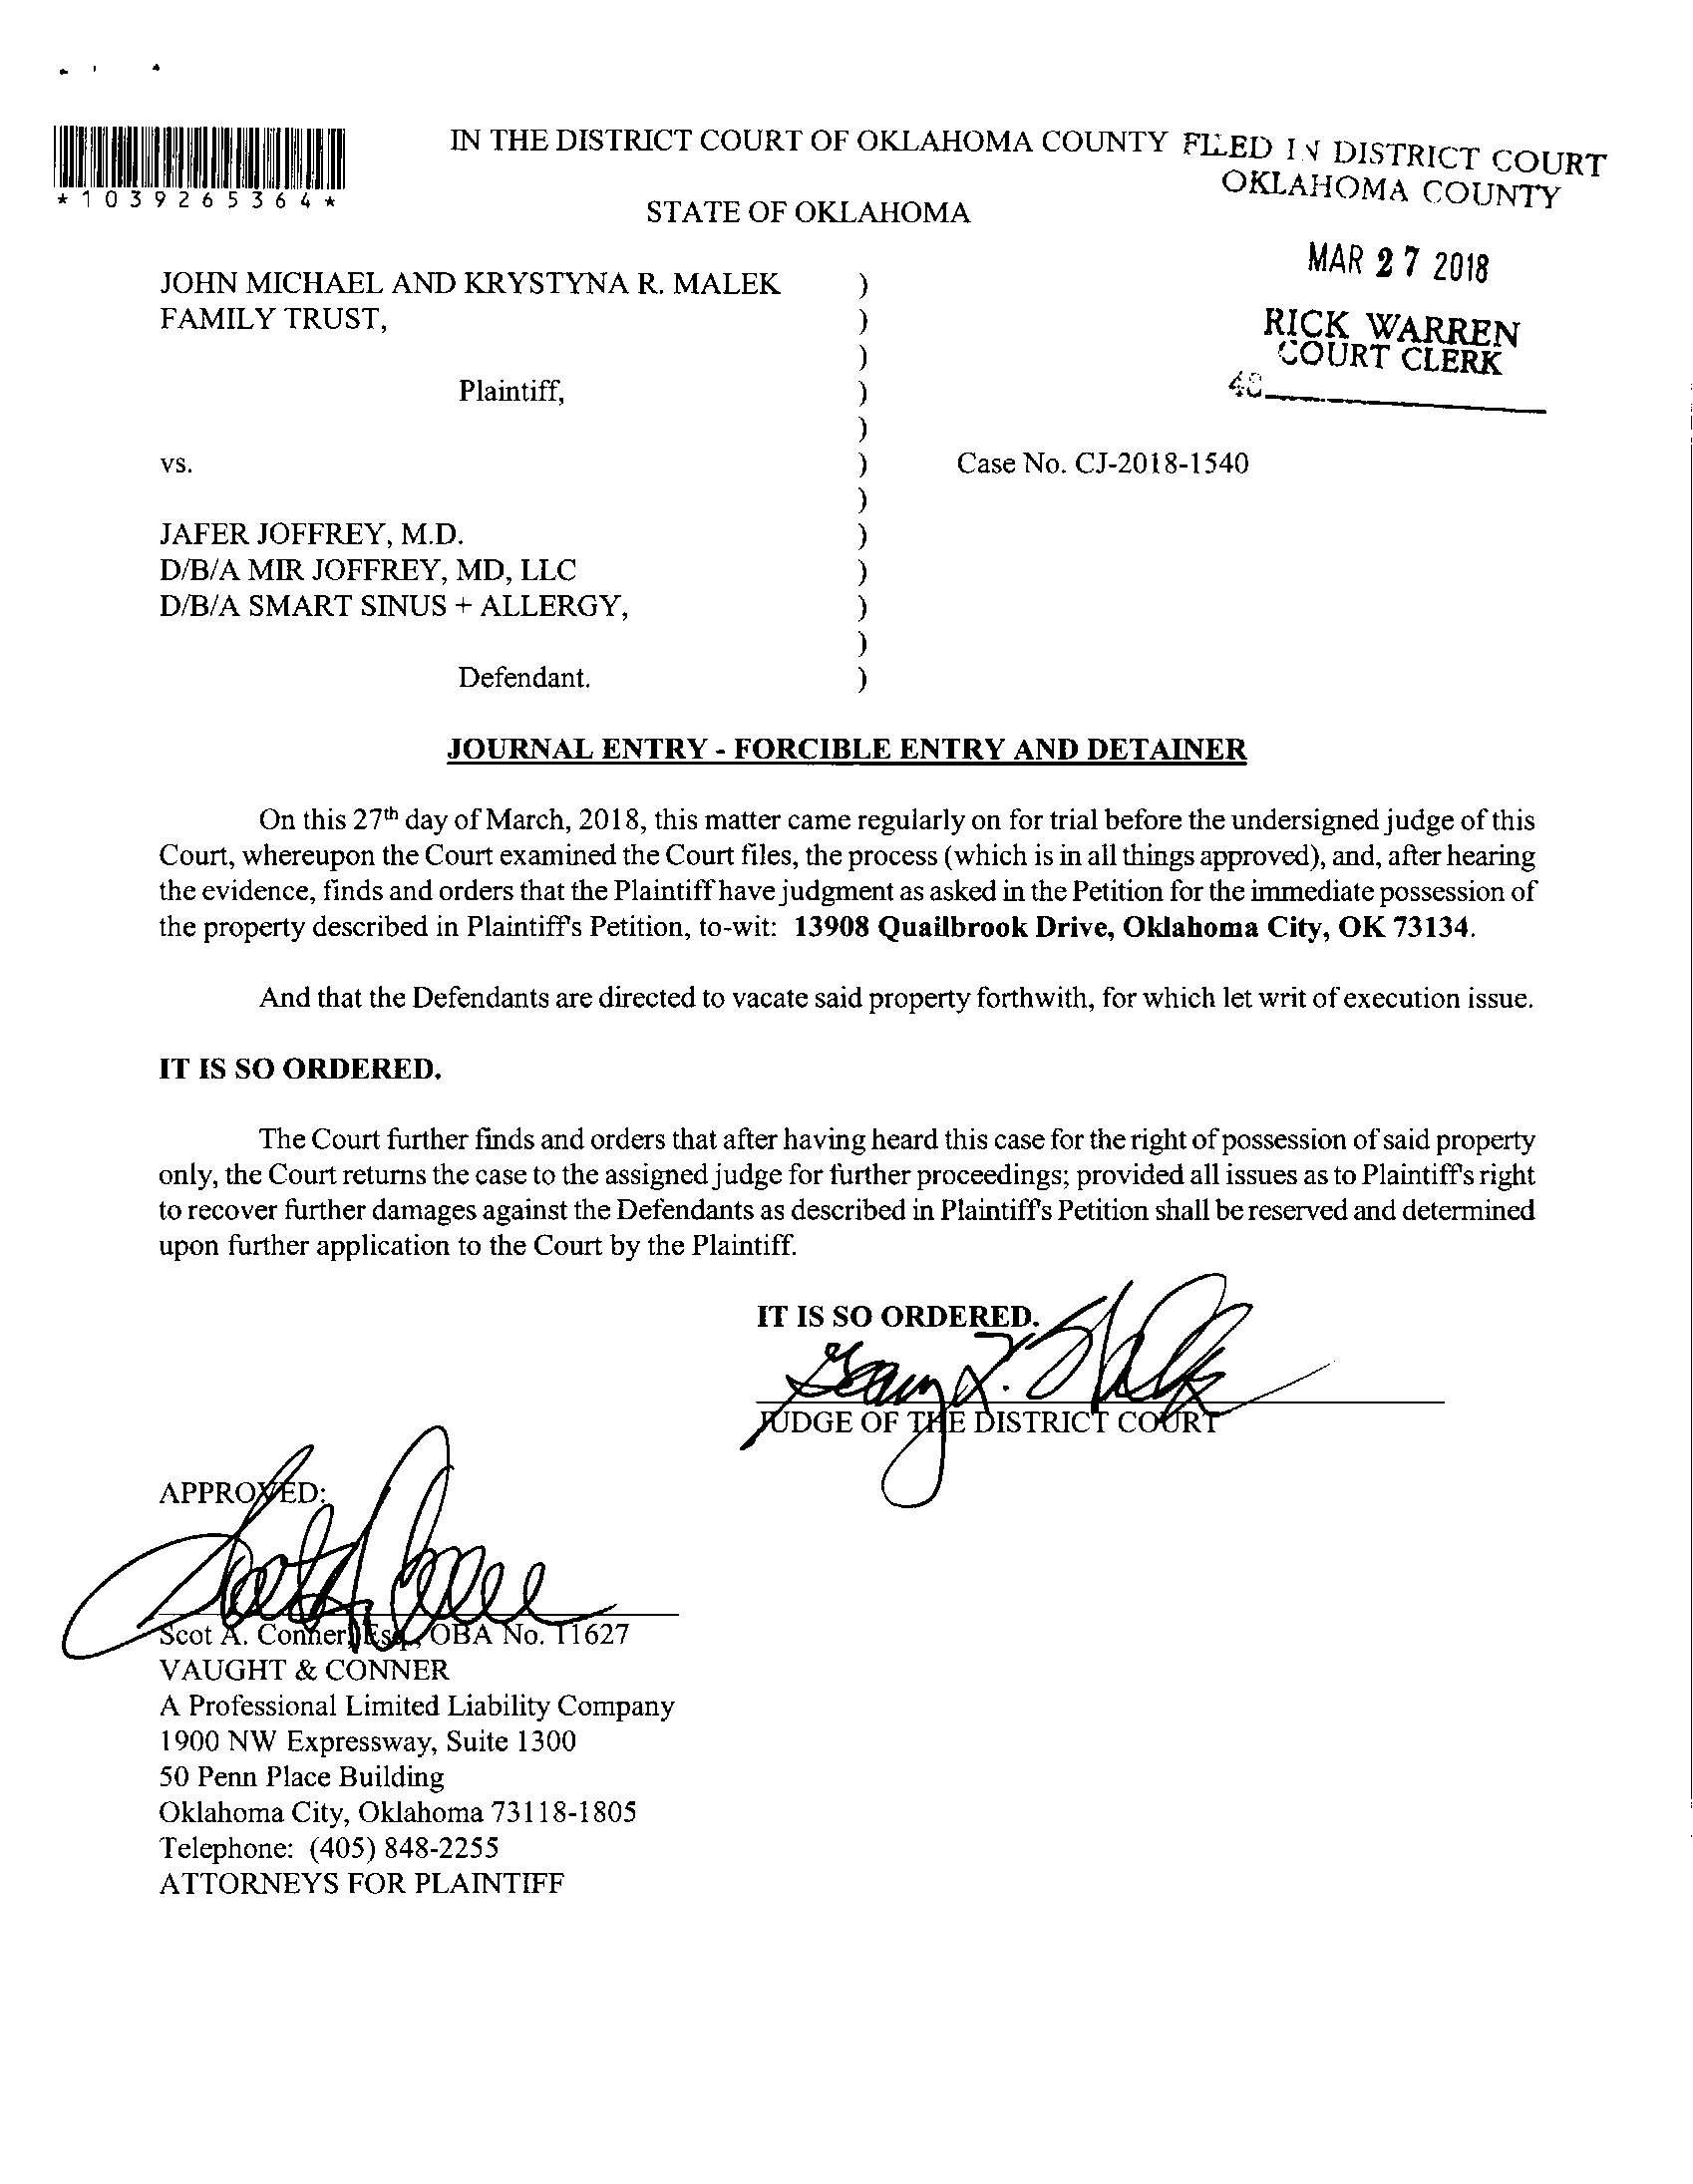 *1039265364*
IN THE DISTRICT COURT OF OKLAHOMA COUNTY
STATE OF OKLAHOMA
FILED IN DISTRICT COURT
OKLAHOMA COUNTY
MAR 27 2018
RICK WARREN
COURT CLERK
JOHN MICHAEL AND KRYSTYNA R. MALEK )
FAMILY TRUST, )
)
Plaintiff, )
)
vs. ) Case No. CJ-2018-1540
)
JAFER JOFFREY, M.D. )
D/B/A MIR JOFFREY, MD, LLC )
D/B/A SMART SINUS + ALLERGY, )
)
Defendant. )
JOURNAL ENTRY - FORCIBLE ENTRY AND DETAINER
On this 27th day of March, 2018, this matter came regularly on for trial before the undersigned judge of this
Court, whereupon the Court examined the Court files, the process (which is in all things approved), and, after hearing
the evidence, finds and orders that the Plaintiff have judgment as asked in the Petition for the immediate possession of
the property described in Plaintiff's Petition, to-wit: 13908 Quailbrook Drive, Oklahoma City, OK 73134.
And that the Defendants are directed to vacate said property forthwith, for which let writ of execution issue.
IT IS SO ORDERED.
The Court further finds and orders that after having heard this case for the right of possession of said property
only, the Court returns the case to the assigned judge for further proceedings; provided all issues as to Plaintiff's right
to recover further damages against the Defendants as described in Plaintiff's Petition shall be reserved and determined
upon further application to the Court by the Plaintiff.
IT IS SO ORDERED.
JUDGE OF THE DISTRICT COURT
APPROVED:
Scot A. Conner, Esq., OBA No. 11627
VAUGHT & CONNER
A Professional Limited Liability Company
1900 NW Expressway, Suite 1300
50 Penn Place Building
Oklahoma City, Oklahoma 73118-1805
Telephone: (405) 848-2255
ATTORNEYS FOR PLAINTIFF